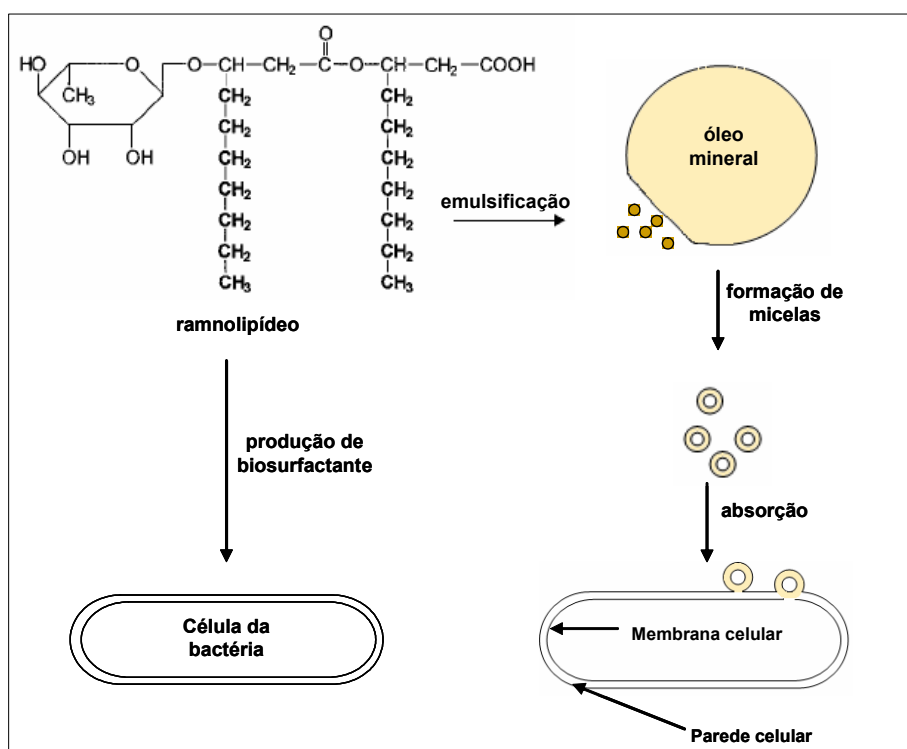 O
HO
O
O
CH
CH2
C
O
CH
CH2
COOH
CH3
CH2
CH2
OH
OH
CH2
CH2
CH2
CH2
CH2
CH2
CH2
CH2
CH2
CH2
CH3
CH3
ramnolipídeo
emulsificação
óleo
mineral
formação de
micelas
produção de
biosurfactante
absorção
Célula da
bactéria
Membrana celular
Parede celular